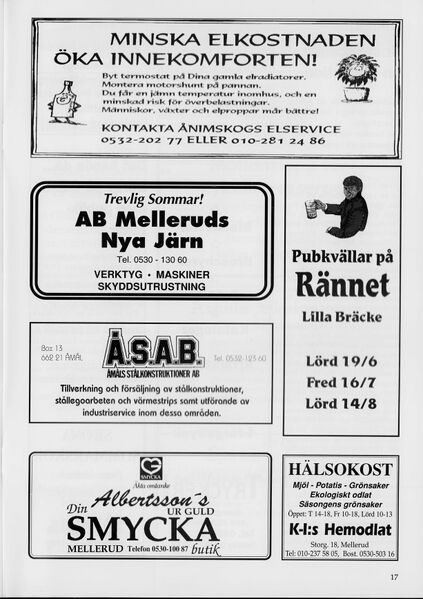 MINSKA ELKOSTNADEN
ÖKA INNEKOMFORTEN!
Byt termostat på Dina gamla elradiatorer.
Montera motorshunt på pannan.
Du får en jämn temperatur inomhus, och en
minskad risk för överbelastningar.
Människor, växter och elproppar mår bättre!
KONTAKTA ÅNIMSKOGS ELSERVICE
0532-202 77 ELLER 010-281 24 86
Trevlig Sommar!
AB Melleruds
Nya Järn
Tel. 0530 - 130 60
VERKTYG · MASKINER
SKYDDSUTRUSTNING
Pubkvällar på
Rännet
Lilla Bräcke
Lörd 19/6
Fred 16/7
Lörd 14/8
Box 13
662 21 ÅMÅL
Å.S.A.B.
Tel. 0532-123 60
ÅMÅLS STÅLKONSTRUKTIONER AB
Tillverkning och försäljning av stålkonstruktioner,
stållegoarbeten och värmestrips samt utförande av
industriservice inom dessa områden.
SMYCKA
Äkta omtanke
Albertsson´s
Din UR GULD
SMYCKA
MELLERUD Telefon 0530-100 87 butik
HÄLSOKOST
Mjöl - Potatis - Grönsaker
Ekologiskt odlat
Säsongens grönsaker
Öppet: T 14-18, Fr 10-18, Lörd 10-13
K-I:s Hemodlat
Storg. 18, Mellerud
Tel: 010-237 58 05, Bost. 0530-503 16
17